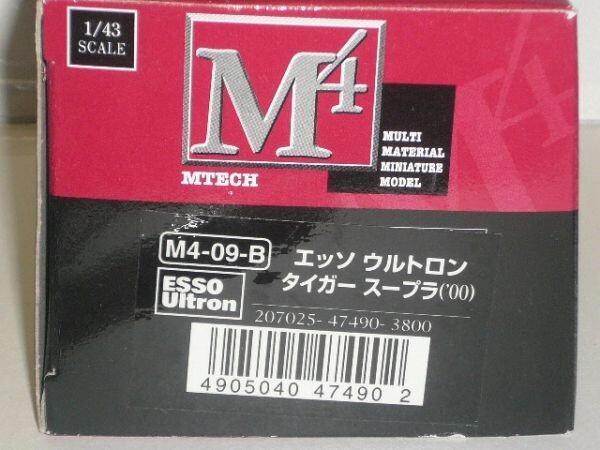 1/43
SCALE
M4
MULTI
MATERIAL
MINIATURE
MODEL
MTECH
M4-09-B
エッソ ウルトロン
ESSO
Ultron
タイガー スープラ('00)
207025- 47490- 3800
4905040 47490 2